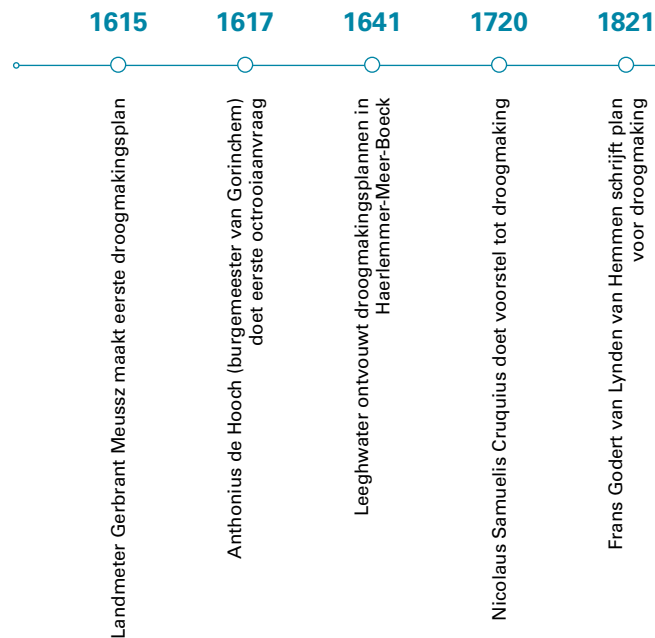 1615
Landmeter Gerbrant Meussz maakt eerste droogmakingsplan
1617
Anthonius de Hooch (burgemeester van Gorinchem)
doet eerste octrooiaanvraag
1641
Leeghwater ontvouwt droogmakingsplannen in
Haerlemmer-Meer-Boeck
1720
Nicolaus Samuelis Cruquius doet voorstel tot droogmaking
1821
Frans Godert van Lynden van Hemmen schrijft plan
voor droogmaking